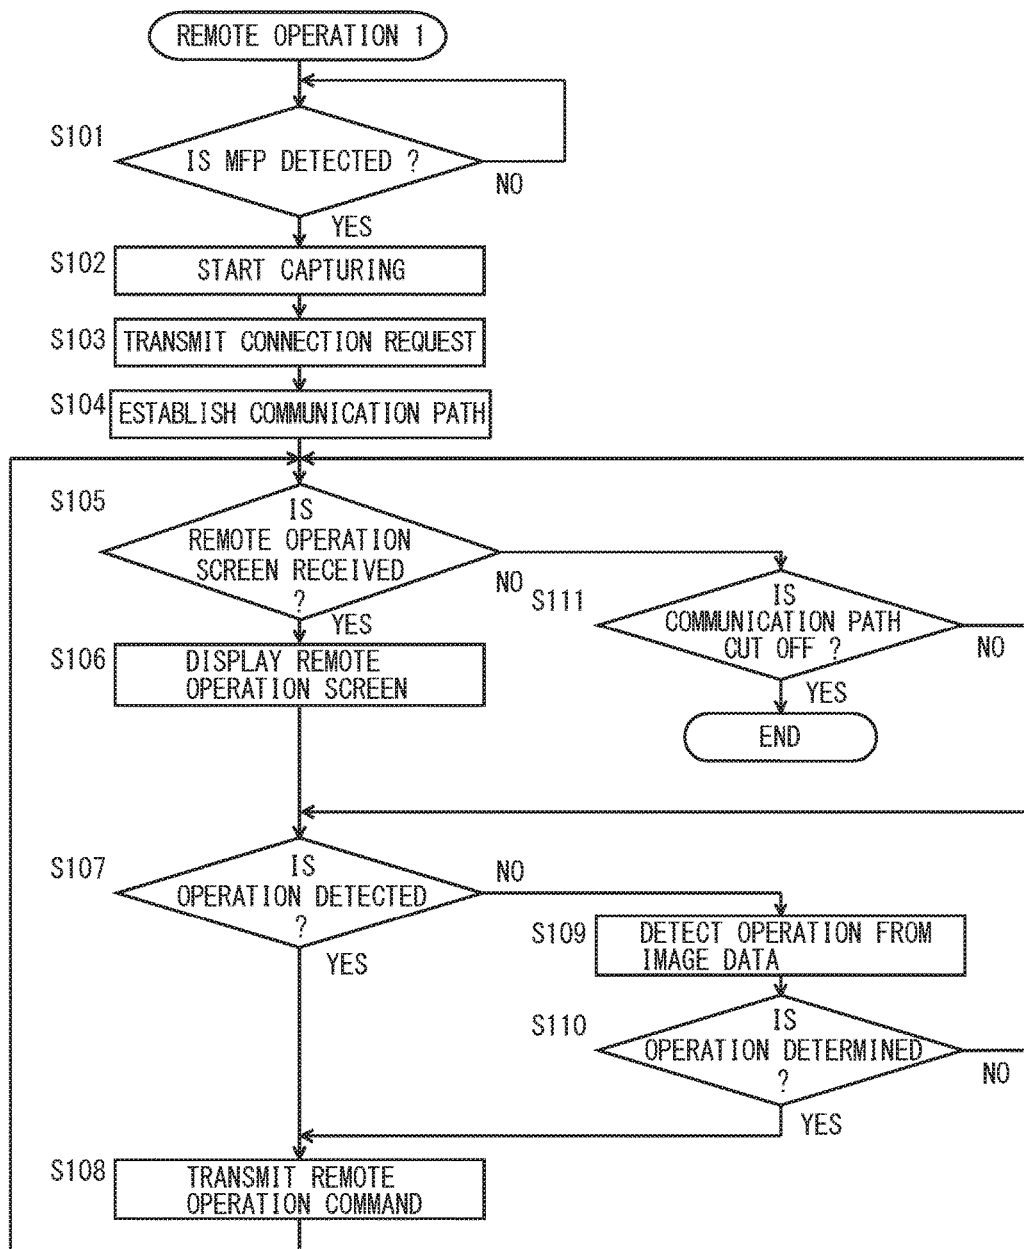 REMOTE OPERATION 1
S101
IS MFP DETECTED ?
NO
YES
S102
START CAPTURING
S103
TRANSMIT CONNECTION REQUEST
S104
ESTABLISH COMMUNICATION PATH
S105
IS
REMOTE OPERATION
SCREEN RECEIVED
?
NO
YES
S111
IS
COMMUNICATION PATH
CUT OFF ?
NO
YES
END
S106
DISPLAY REMOTE
OPERATION SCREEN
S107
IS
OPERATION DETECTED
?
NO
YES
S109
DETECT OPERATION FROM
IMAGE DATA
S110
IS
OPERATION DETERMINED
?
NO
YES
S108
TRANSMIT REMOTE
OPERATION COMMAND